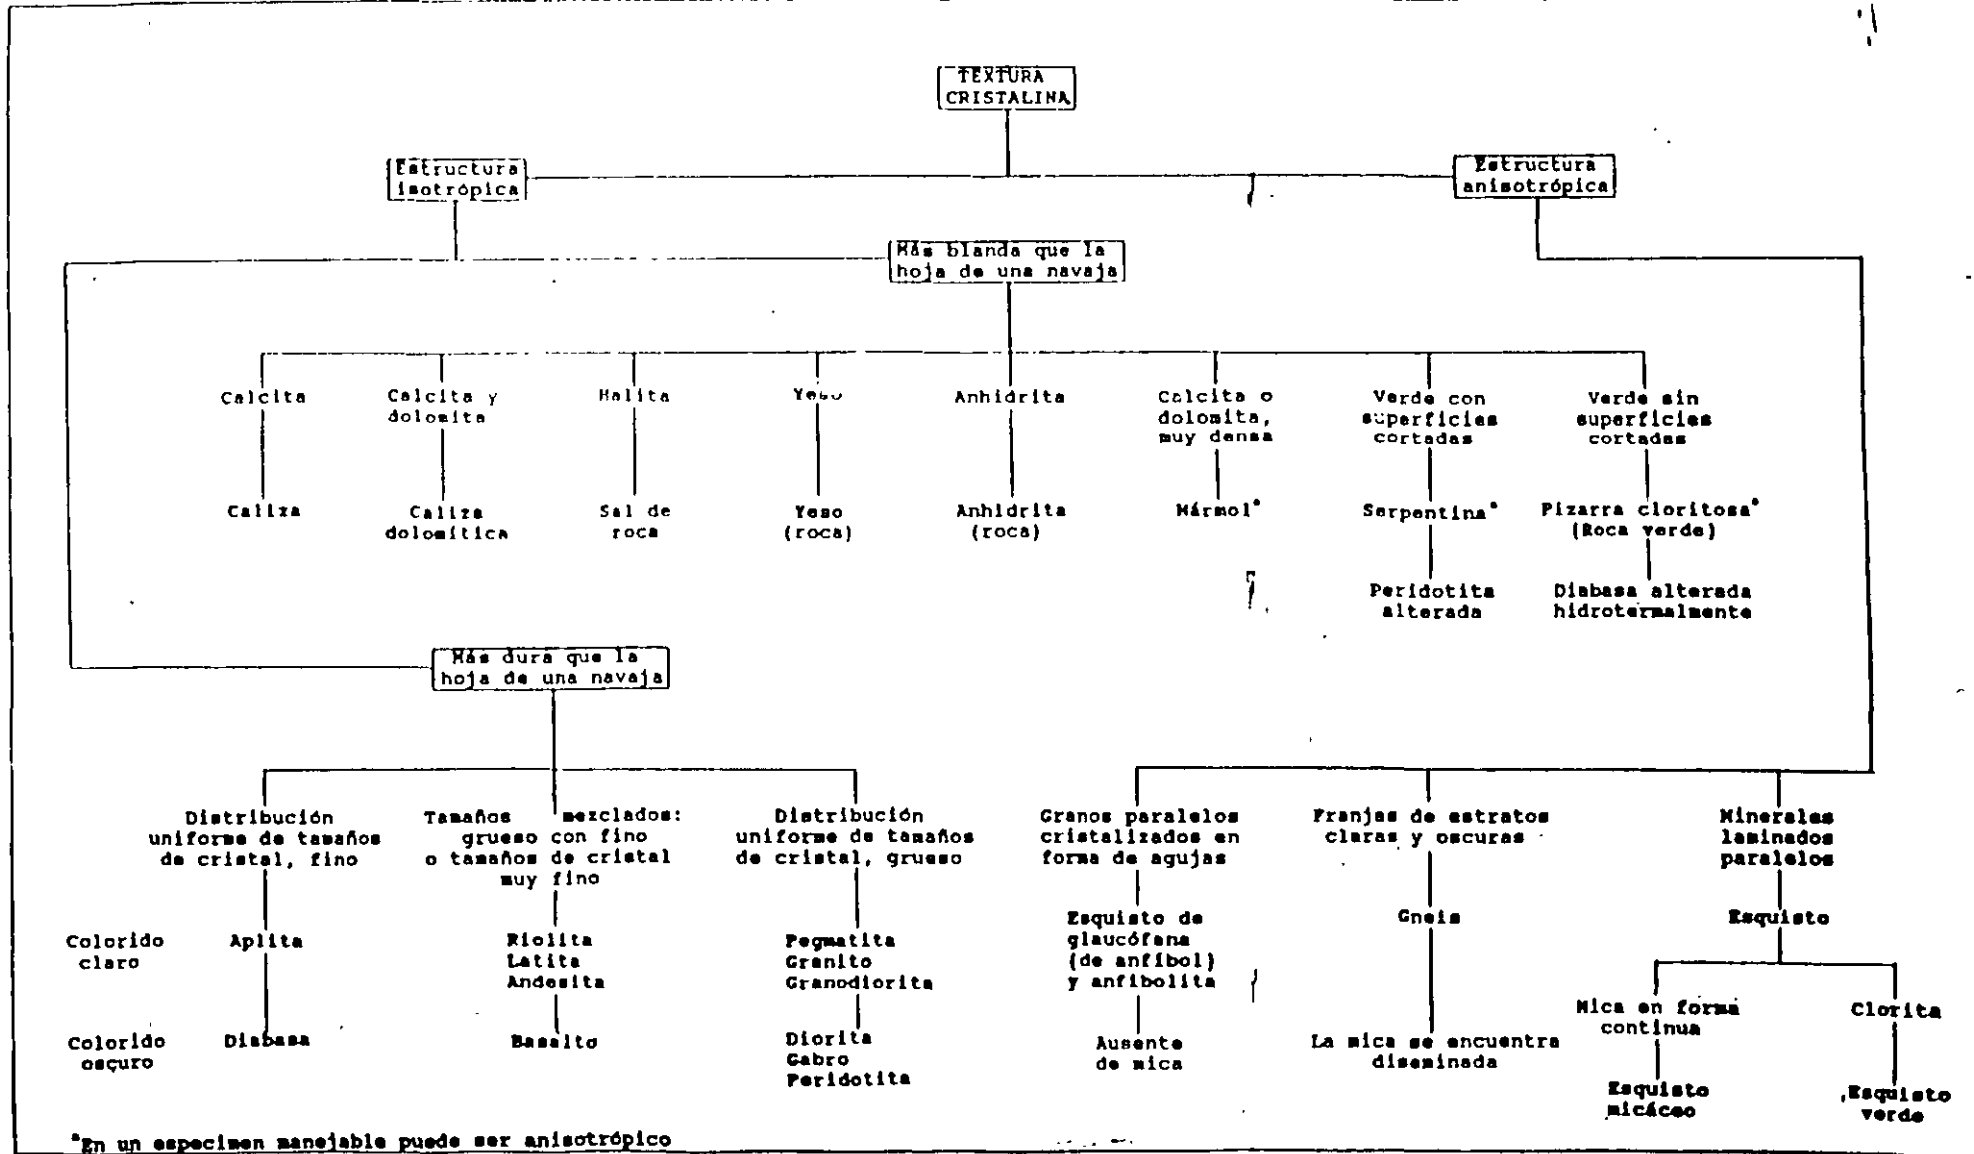 TEXTURA
CRISTALINA
Estructura
isotrópica
Estructura
anisotrópica
Más blanda que la
hoja de una navaja
Calcita
Calcita y
dolomita
Halita
Yeso
Anhidrita
Calcita o
dolomita,
muy densa
Verde con
superficies
cortadas
Verde sin
superficies
cortadas
Caliza
Caliza
dolomítica
Sal de
roca
Yeso
(roca)
Anhidrita
(roca)
Mármol*
Serpentina*
Pizarra cloritosa*
(Roca verde)
Peridotita
alterada
Diabasa alterada
hidrotermalmente
Más dura que la
hoja de una navaja
Distribución
uniforme de tamaños
de cristal, fino
Tamaños mezclados:
grueso con fino
o tamaños de cristal
muy fino
Distribución
uniforme de tamaños
de cristal, grueso
Granos paralelos
cristalizados en
forma de agujas
Franjas de estratos
claras y oscuras
Minerales
laminados
paralelos
Colorido
claro
Aplita
Riolita
Latita
Andesita
Pegmatita
Granito
Granodiorita
Esquisto de
glaucófana
(de anfibol)
y anfibolita
Gneis
Esquisto
Mica en forma
continua
Clorita
Colorido
oscuro
Diabasa
Basalto
Diorita
Gabro
Peridotita
Ausente
de mica
La mica se encuentra
diseminada
Esquisto
micáceo
Esquisto
verde
*En un especimen manejable puede ser anisotrópico